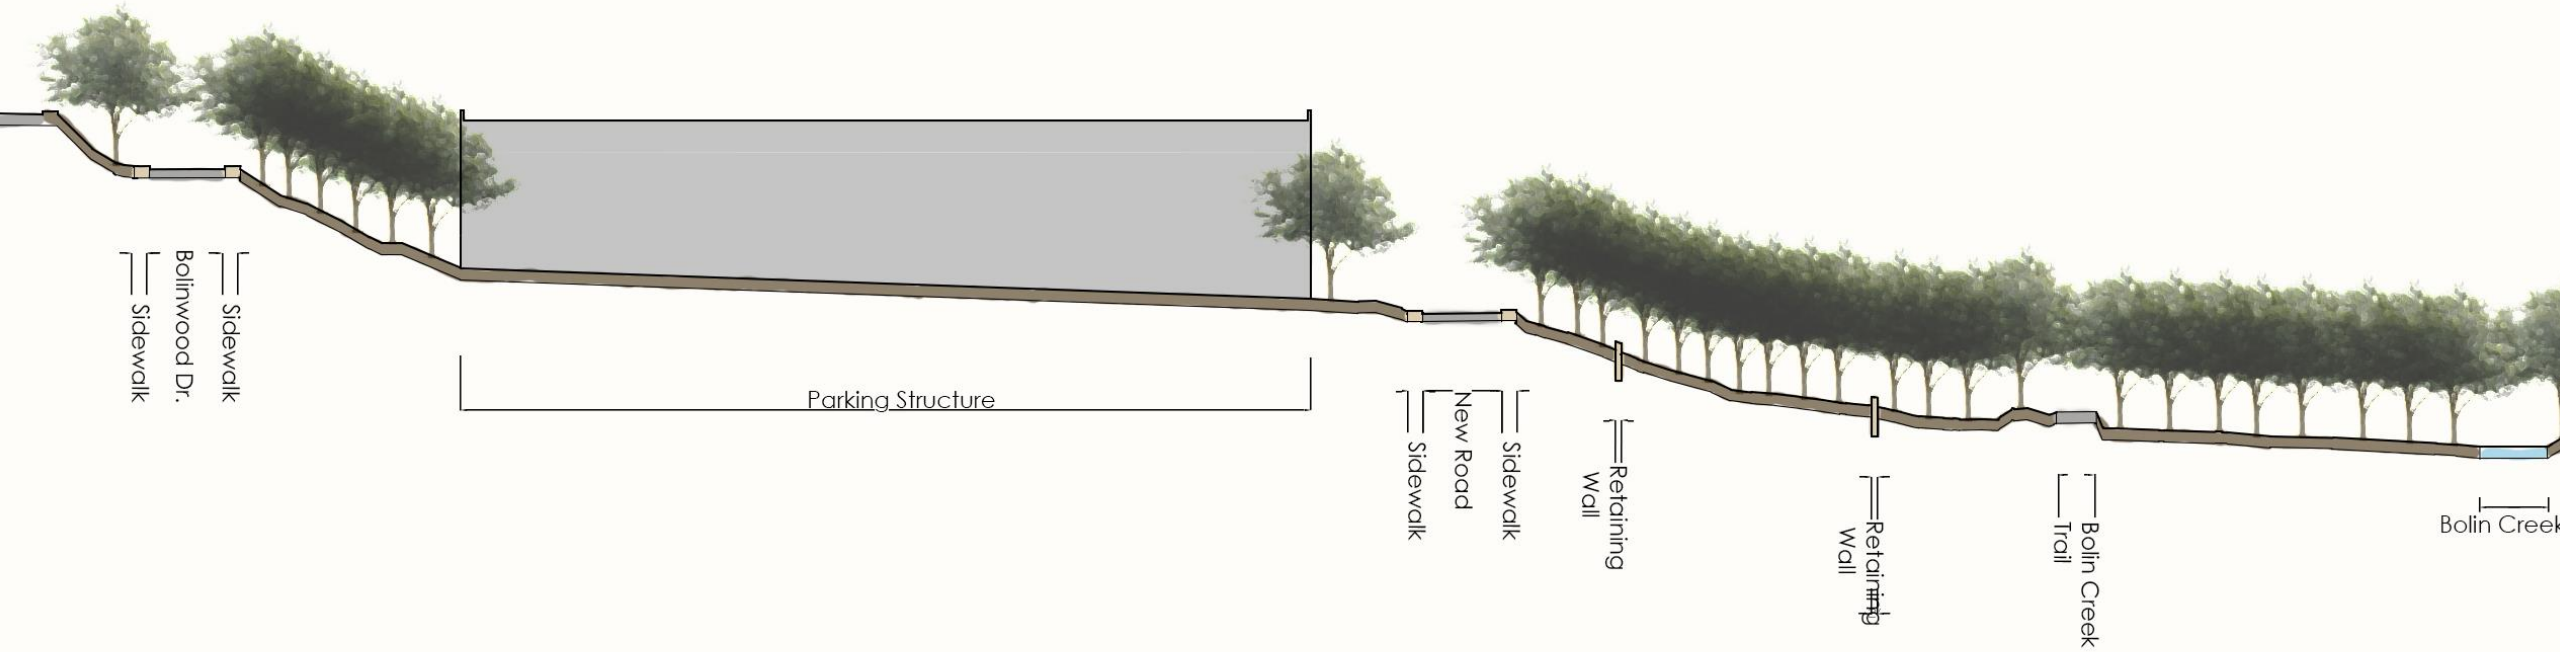 Sidewalk
Bolinwood Dr.
Sidewalk
Parking Structure
Sidewalk
New Road
Sidewalk
Retaining
Wall
Retaining
Wall
Bolin Creek
Trail
Bolin Creek